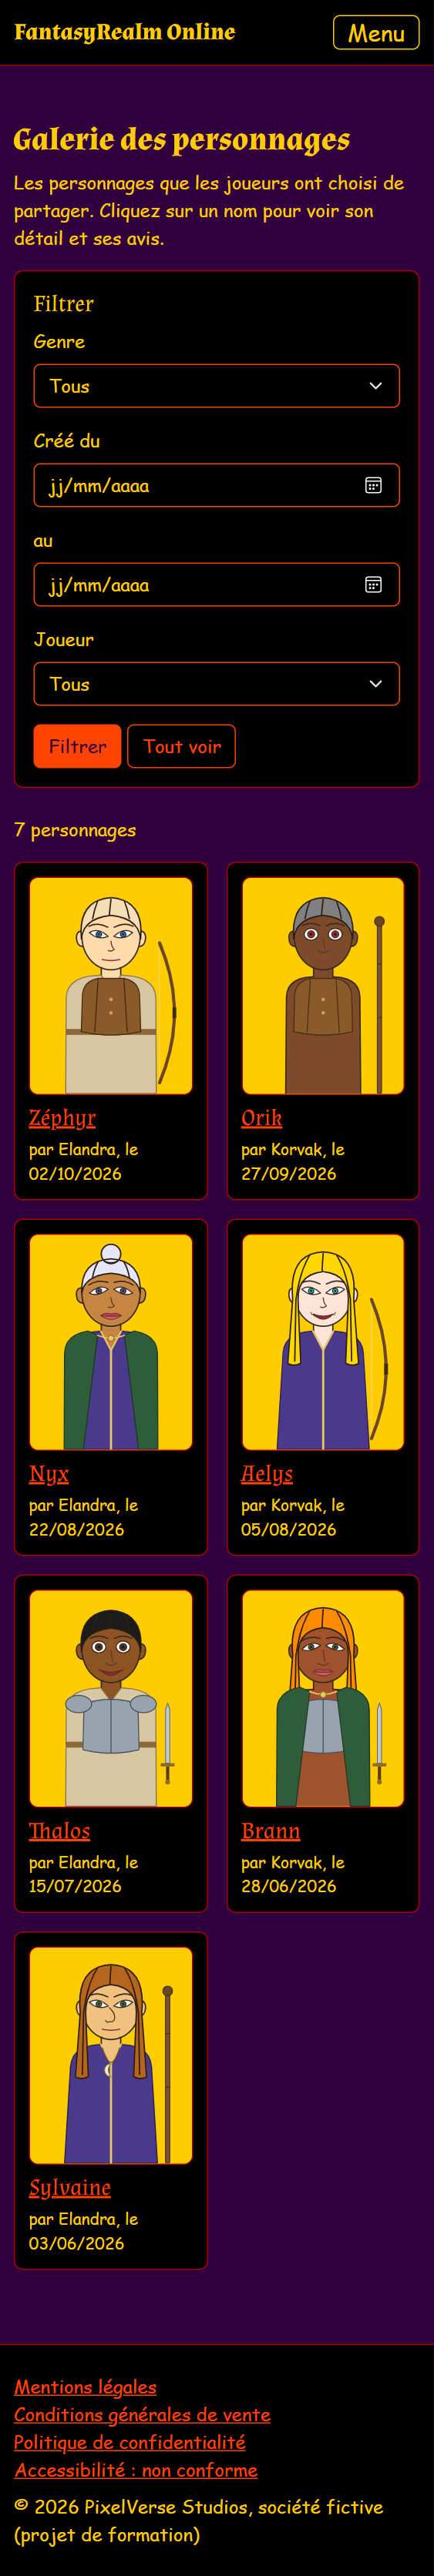 FantasyRealm Online
Menu
Galerie des personnages
Les personnages que les joueurs ont choisi de
partager. Cliquez sur un nom pour voir son
détail et ses avis.
Filtrer
Genre
Tous
Créé du
jj/mm/aaaa
au
jj/mm/aaaa
Joueur
Tous
Filtrer
Tout voir
7 personnages
Zéphyr
par Elandra, le
02/10/2026
Orik
par Korvak, le
27/09/2026
Nyx
par Elandra, le
22/08/2026
Aelys
par Korvak, le
05/08/2026
Thalos
par Elandra, le
15/07/2026
Brann
par Korvak, le
28/06/2026
Sylvaine
par Elandra, le
03/06/2026
Mentions légales
Conditions générales de vente
Politique de confidentialité
Accessibilité : non conforme
© 2026 PixelVerse Studios, société fictive
(projet de formation)